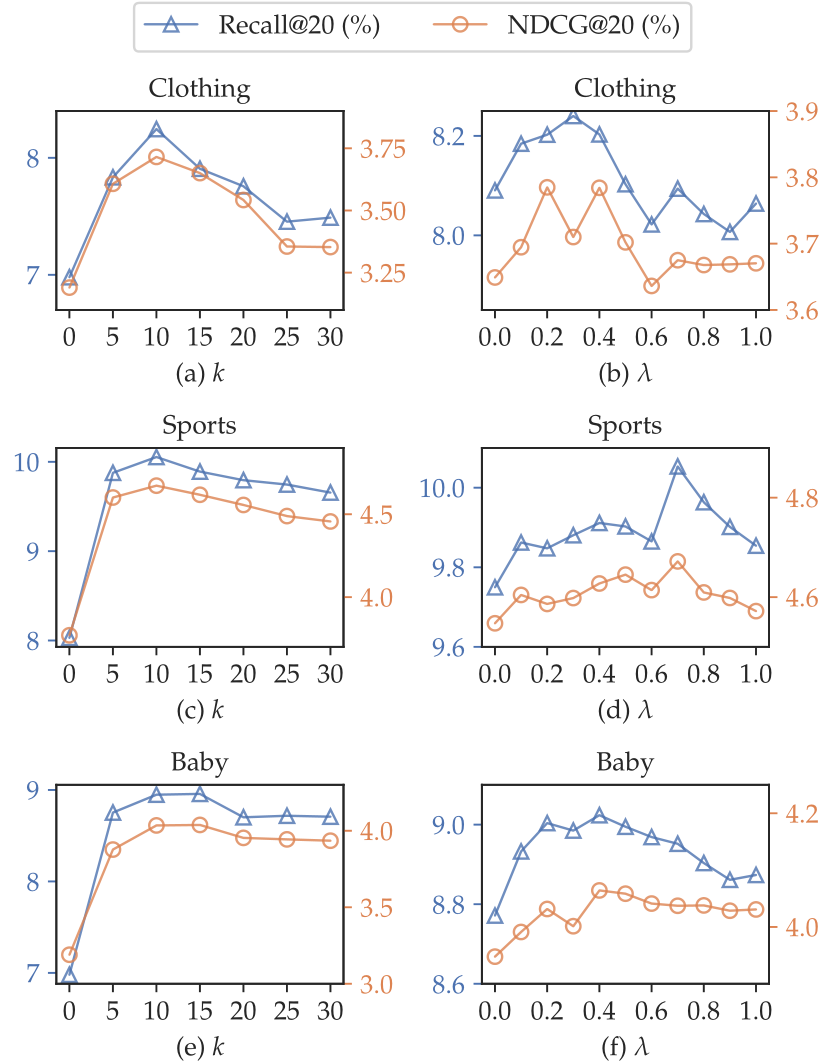 Recall@20 (%) NDCG@20 (%)
Clothing
8
7
3.75
3.50
3.25
0 5 10 15 20 25 30
(a) k
Clothing
8.2
8.0
3.9
3.8
3.7
3.6
0.0 0.2 0.4 0.6 0.8 1.0
(b) λ
Sports
10
9
8
4.5
4.0
0 5 10 15 20 25 30
(c) k
Sports
10.0
9.8
9.6
4.8
4.6
0.0 0.2 0.4 0.6 0.8 1.0
(d) λ
Baby
9
8
7
4.0
3.5
3.0
0 5 10 15 20 25 30
(e) k
Baby
9.0
8.8
8.6
4.2
4.0
0.0 0.2 0.4 0.6 0.8 1.0
(f) λ